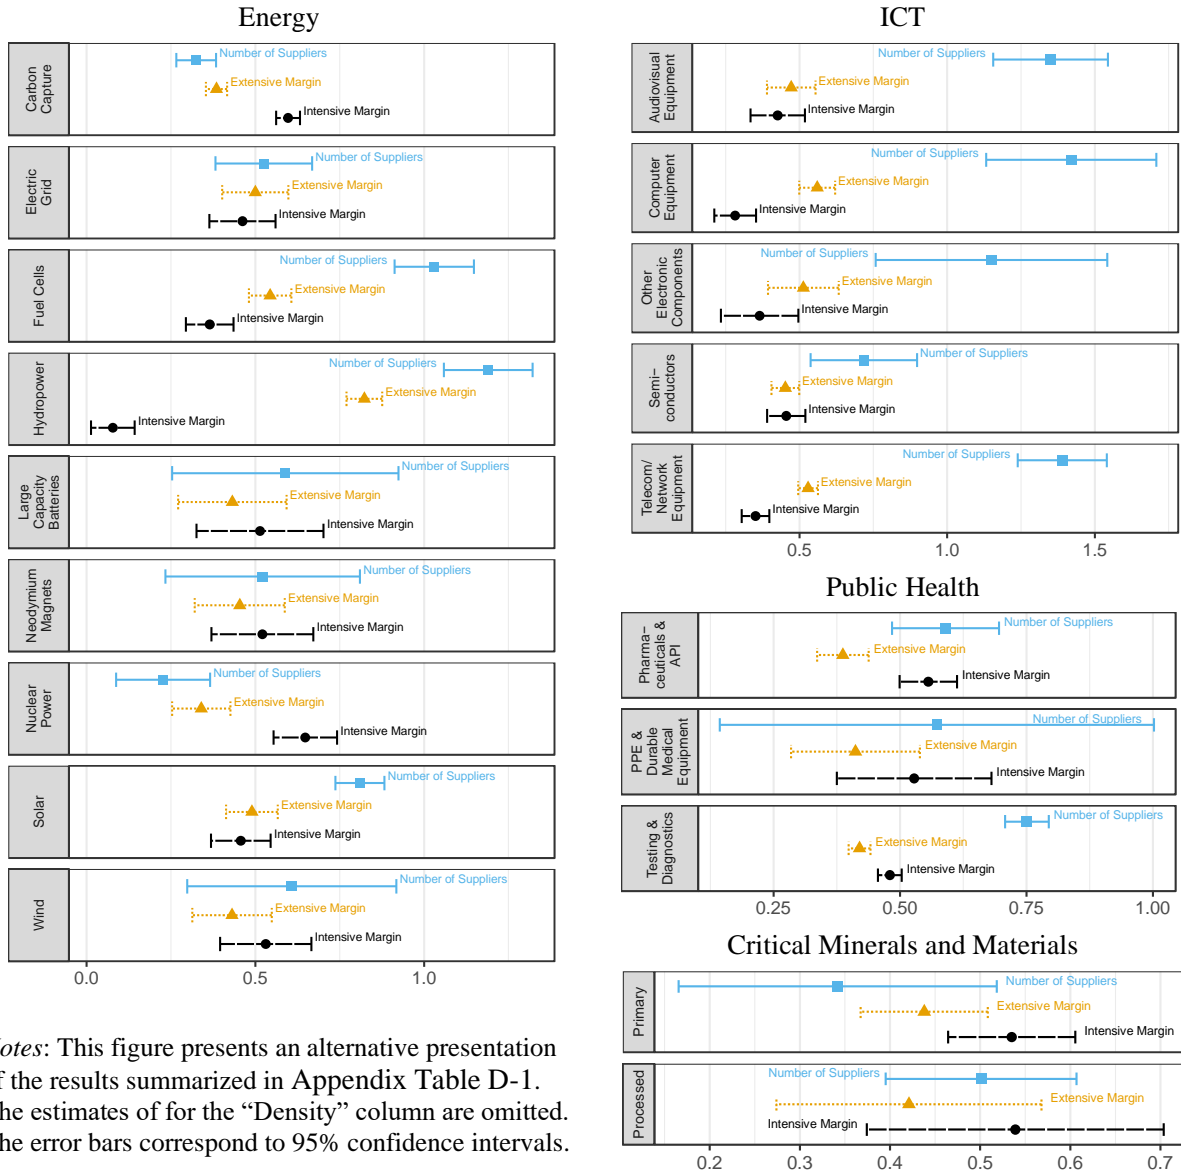 Energy
Carbon
Capture
Number of Suppliers
Extensive Margin
Intensive Margin
Electric
Grid
Number of Suppliers
Extensive Margin
Intensive Margin
Fuel Cells
Number of Suppliers
Extensive Margin
Intensive Margin
Hydropower
Number of Suppliers
Extensive Margin
Intensive Margin
Large
Capacity
Batteries
Number of Suppliers
Extensive Margin
Intensive Margin
Neodymium
Magnets
Number of Suppliers
Extensive Margin
Intensive Margin
Nuclear
Power
Number of Suppliers
Extensive Margin
Intensive Margin
Solar
Number of Suppliers
Extensive Margin
Intensive Margin
Wind
Number of Suppliers
Extensive Margin
Intensive Margin
0.0 0.5 1.0
ICT
Audiovisual
Equipment
Number of Suppliers
Extensive Margin
Intensive Margin
Computer
Equipment
Number of Suppliers
Extensive Margin
Intensive Margin
Other
Electronic
Components
Number of Suppliers
Extensive Margin
Intensive Margin
Semi−
conductors
Number of Suppliers
Extensive Margin
Intensive Margin
Telecom/
Network
Equipment
Number of Suppliers
Extensive Margin
Intensive Margin
0.5 1.0 1.5
Public Health
Pharma−
ceuticals &
API
Number of Suppliers
Extensive Margin
Intensive Margin
PPE &
Durable
Medical
Equipment
Number of Suppliers
Extensive Margin
Intensive Margin
Testing &
Diagnostics
Number of Suppliers
Extensive Margin
Intensive Margin
0.25 0.50 0.75 1.00
Critical Minerals and Materials
Primary
Number of Suppliers
Extensive Margin
Intensive Margin
Processed
Number of Suppliers
Extensive Margin
Intensive Margin
0.2 0.3 0.4 0.5 0.6 0.7
otes: This figure presents an alternative presentation
f the results summarized in Appendix Table D-1.
he estimates of for the “Density” column are omitted.
he error bars correspond to 95% confidence intervals.